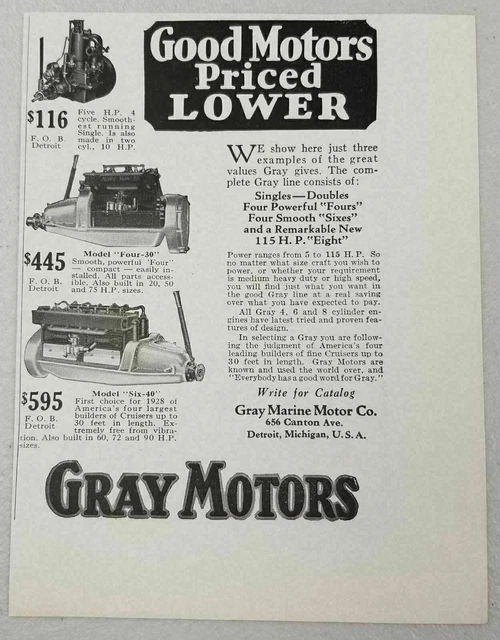 Good Motors
Priced
LOWER
$116
F. O. B.
Detroit
Five H.P. 4
cycle. Smooth-
est running
Single. Is also
made in two
cyl., 10 H.P.
Model "Four-30"
$445
F. O. B.
Detroit
Smooth, powerful "Four"
— compact — easily in-
stalled. All parts access-
ible. Also built in 20, 50
and 75 H.P. sizes.
Model "Six-40"
$595
F. O. B.
Detroit
First choice for 1928 of
America's four largest
builders of Cruisers up to
30 feet in length. Ex-
tremely free from vibra-
tion. Also built in 60, 72 and 90 H.P.
sizes.
WE show here just three
examples of the great
values Gray gives. The com-
plete Gray line consists of:
Singles—Doubles
Four Powerful "Fours"
Four Smooth "Sixes"
and a Remarkable New
115 H. P. "Eight"
Power ranges from 5 to 115 H. P. So
no matter what size craft you wish to
power, or whether your requirement
is medium heavy duty or high speed,
you will find just what you want in
the good Gray line at a real saving
over what you have expected to pay.
All Gray 4, 6 and 8 cylinder en-
gines have latest tried and proven fea-
tures of design.
In selecting a Gray you are follow-
ing the judgment of America's four
leading builders of fine Cruisers up to
30 feet in length. Gray Motors are
known and used the world over, and
"Everybody has a good word for Gray."
Write for Catalog
Gray Marine Motor Co.
656 Canton Ave.
Detroit, Michigan, U. S. A.
GRAY MOTORS